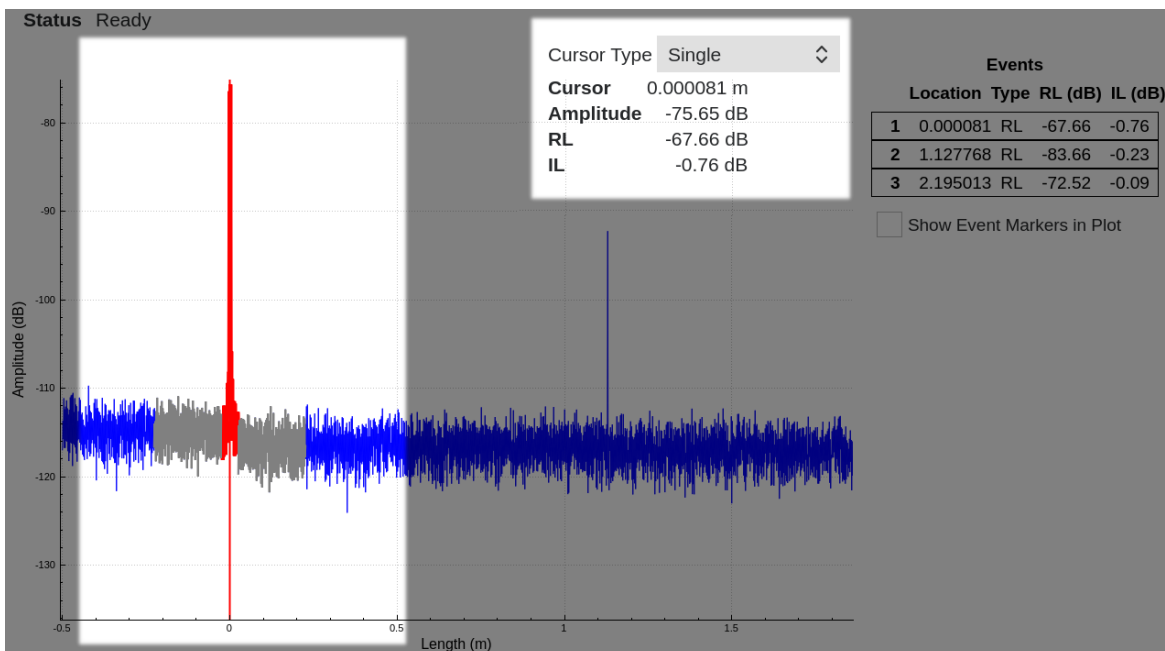 Status Ready
Cursor Type Single
Cursor 0.000081 m
Amplitude -75.65 dB
RL -67.66 dB
IL -0.76 dB
Events
Location Type RL (dB) IL (dB)
1 0.000081 RL -67.66 -0.76
2 1.127768 RL -83.66 -0.23
3 2.195013 RL -72.52 -0.09
Show Event Markers in Plot
Amplitude (dB)
-80
-90
-100
-110
-120
-130
-0.5 0 0.5 1 1.5
Length (m)